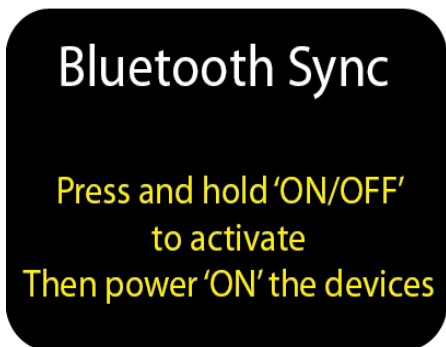 Bluetooth Sync
Press and hold ‘ON/OFF’
to activate
Then power ‘ON’ the devices